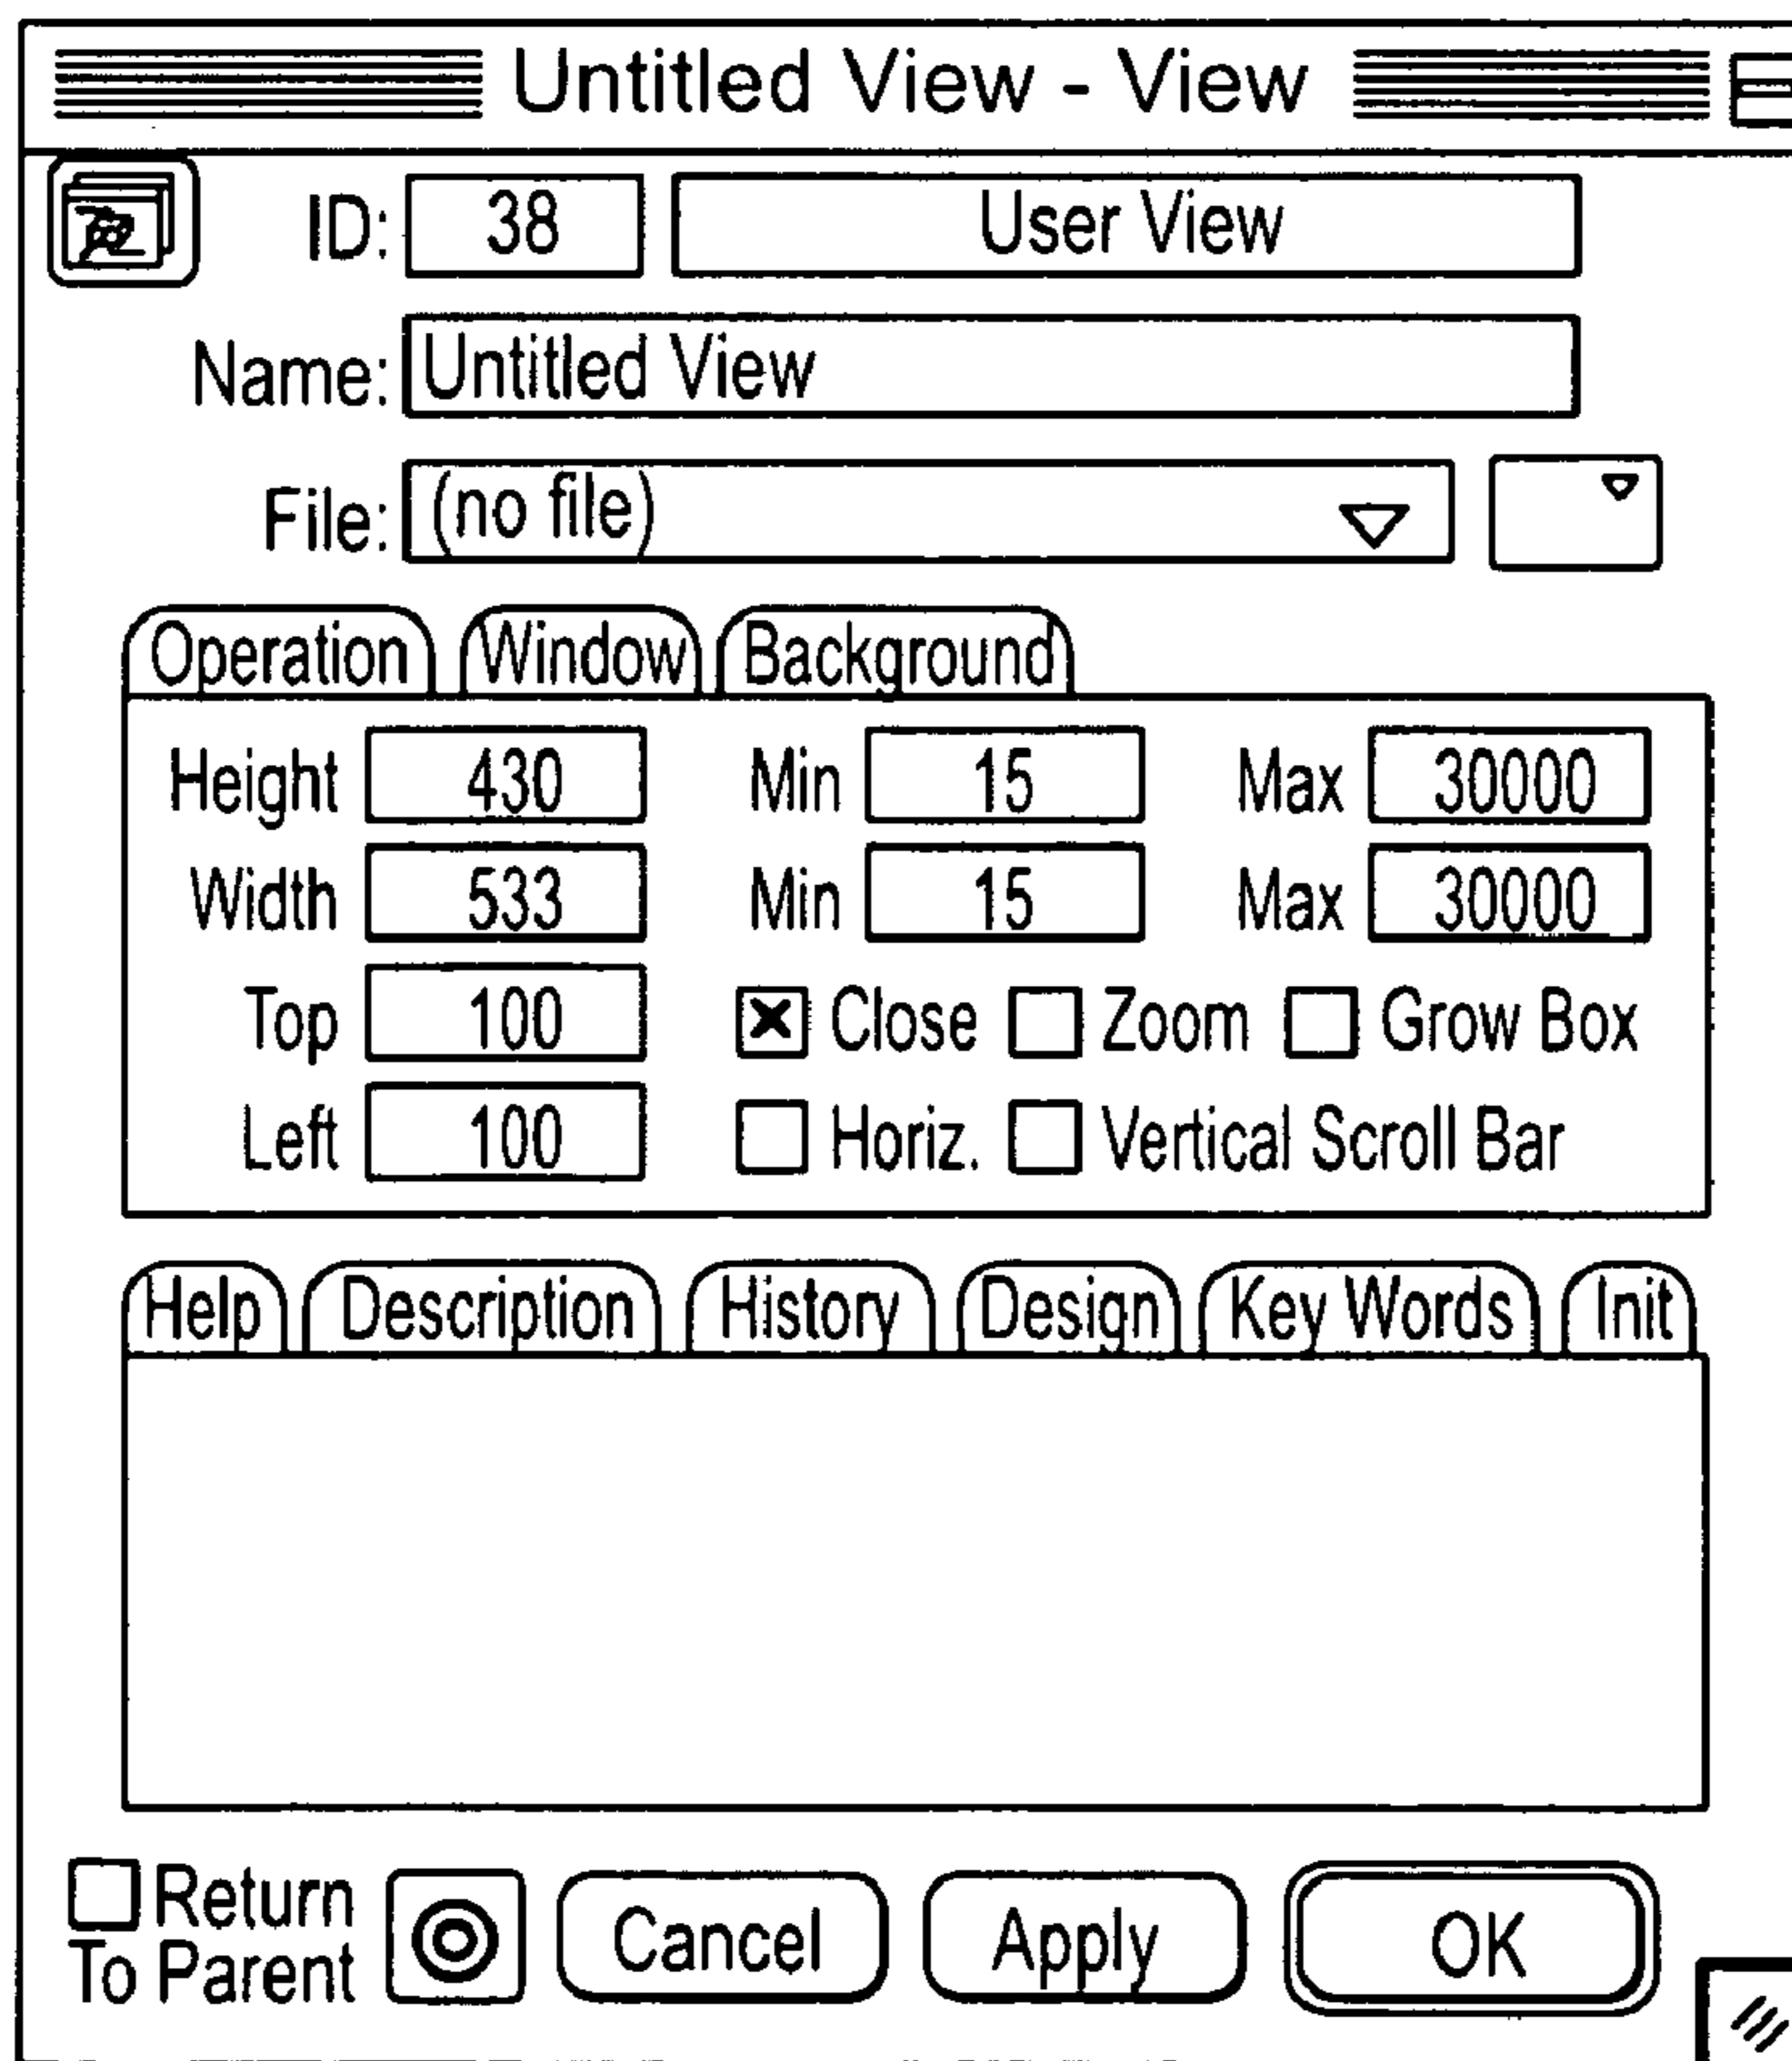 Untitled View - View
ID: 38 User View
Name: Untitled View
File: (no file)
Operation Window Background
Height 430 Min 15 Max 30000
Width 533 Min 15 Max 30000
Top 100 Close Zoom Grow Box
Left 100 Horiz. Vertical Scroll Bar
Help Description History Design Key Words Init
Return
To Parent Cancel Apply OK